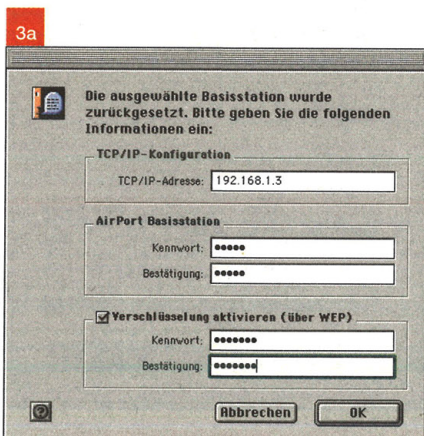 3a
Die ausgewählte Basisstation wurde
zurückgesetzt. Bitte geben Sie die folgenden
Informationen ein:
TCP/IP-Konfiguration
TCP/IP-Adresse: 192.168.1.3
AirPort Basisstation
Kennwort: •••••
Bestätigung: •••••
Verschlüsselung aktivieren (über WEP)
Kennwort: •••••••
Bestätigung: •••••••
?
Abbrechen OK